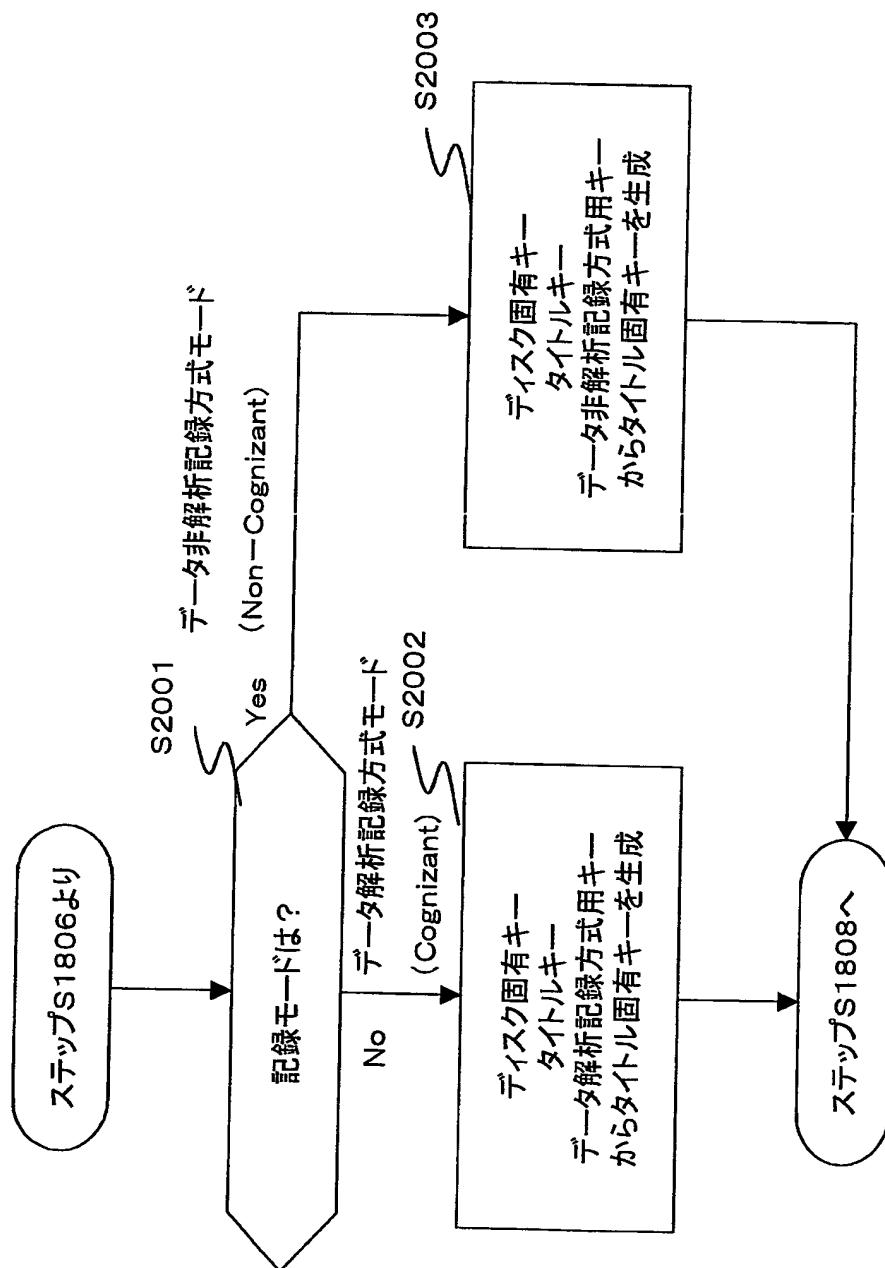 ステップS1806より
S2001
記録モードは?
Yes
データ非解析記録方式モード
(Non-Cognizant)
No
データ解析記録方式モード
(Cognizant)
S2002
ディスク固有キー
タイトルキー
データ解析記録方式用キー
からタイトル固有キーを生成
S2003
ディスク固有キー
タイトルキー
データ非解析記録方式用キー
からタイトル固有キーを生成
ステップS1808へ